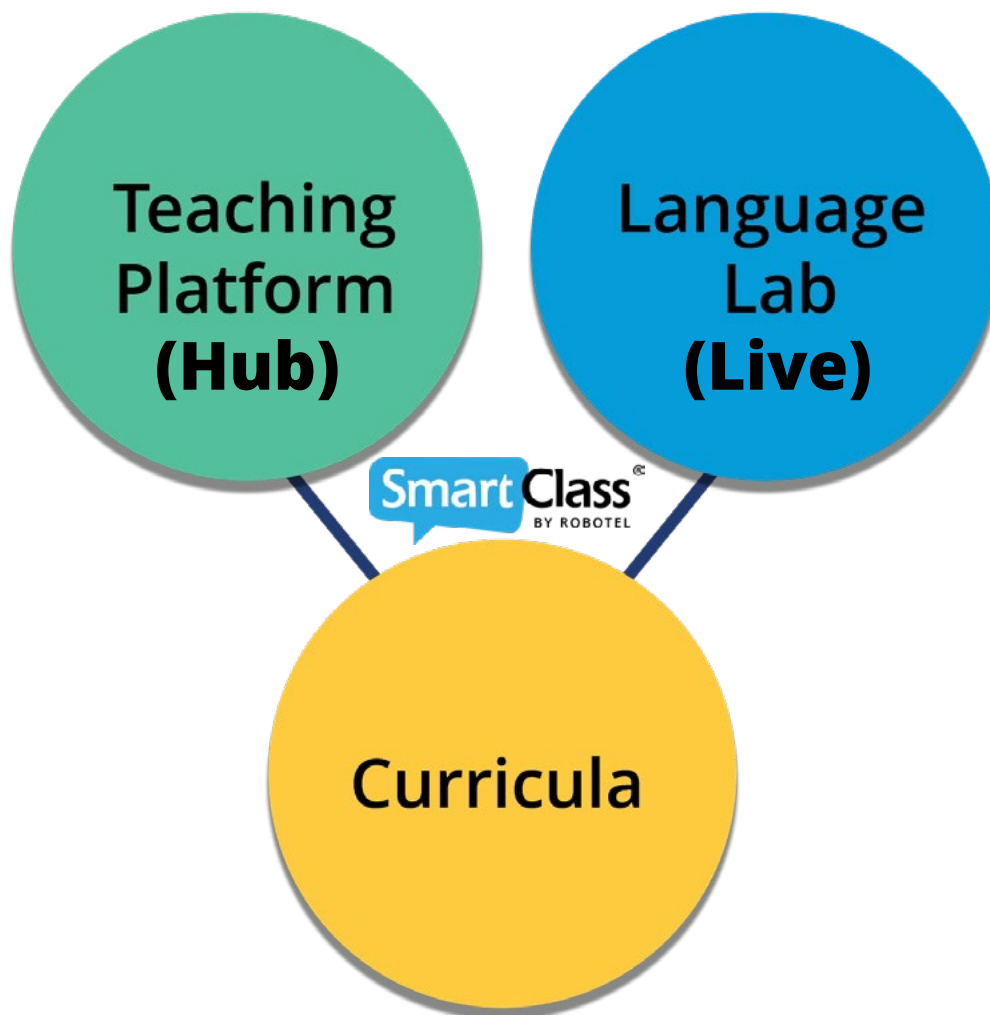 Teaching
Platform
(Hub)
Language
Lab
(Live)
SmartClass®
BY ROBOTEL
Curricula